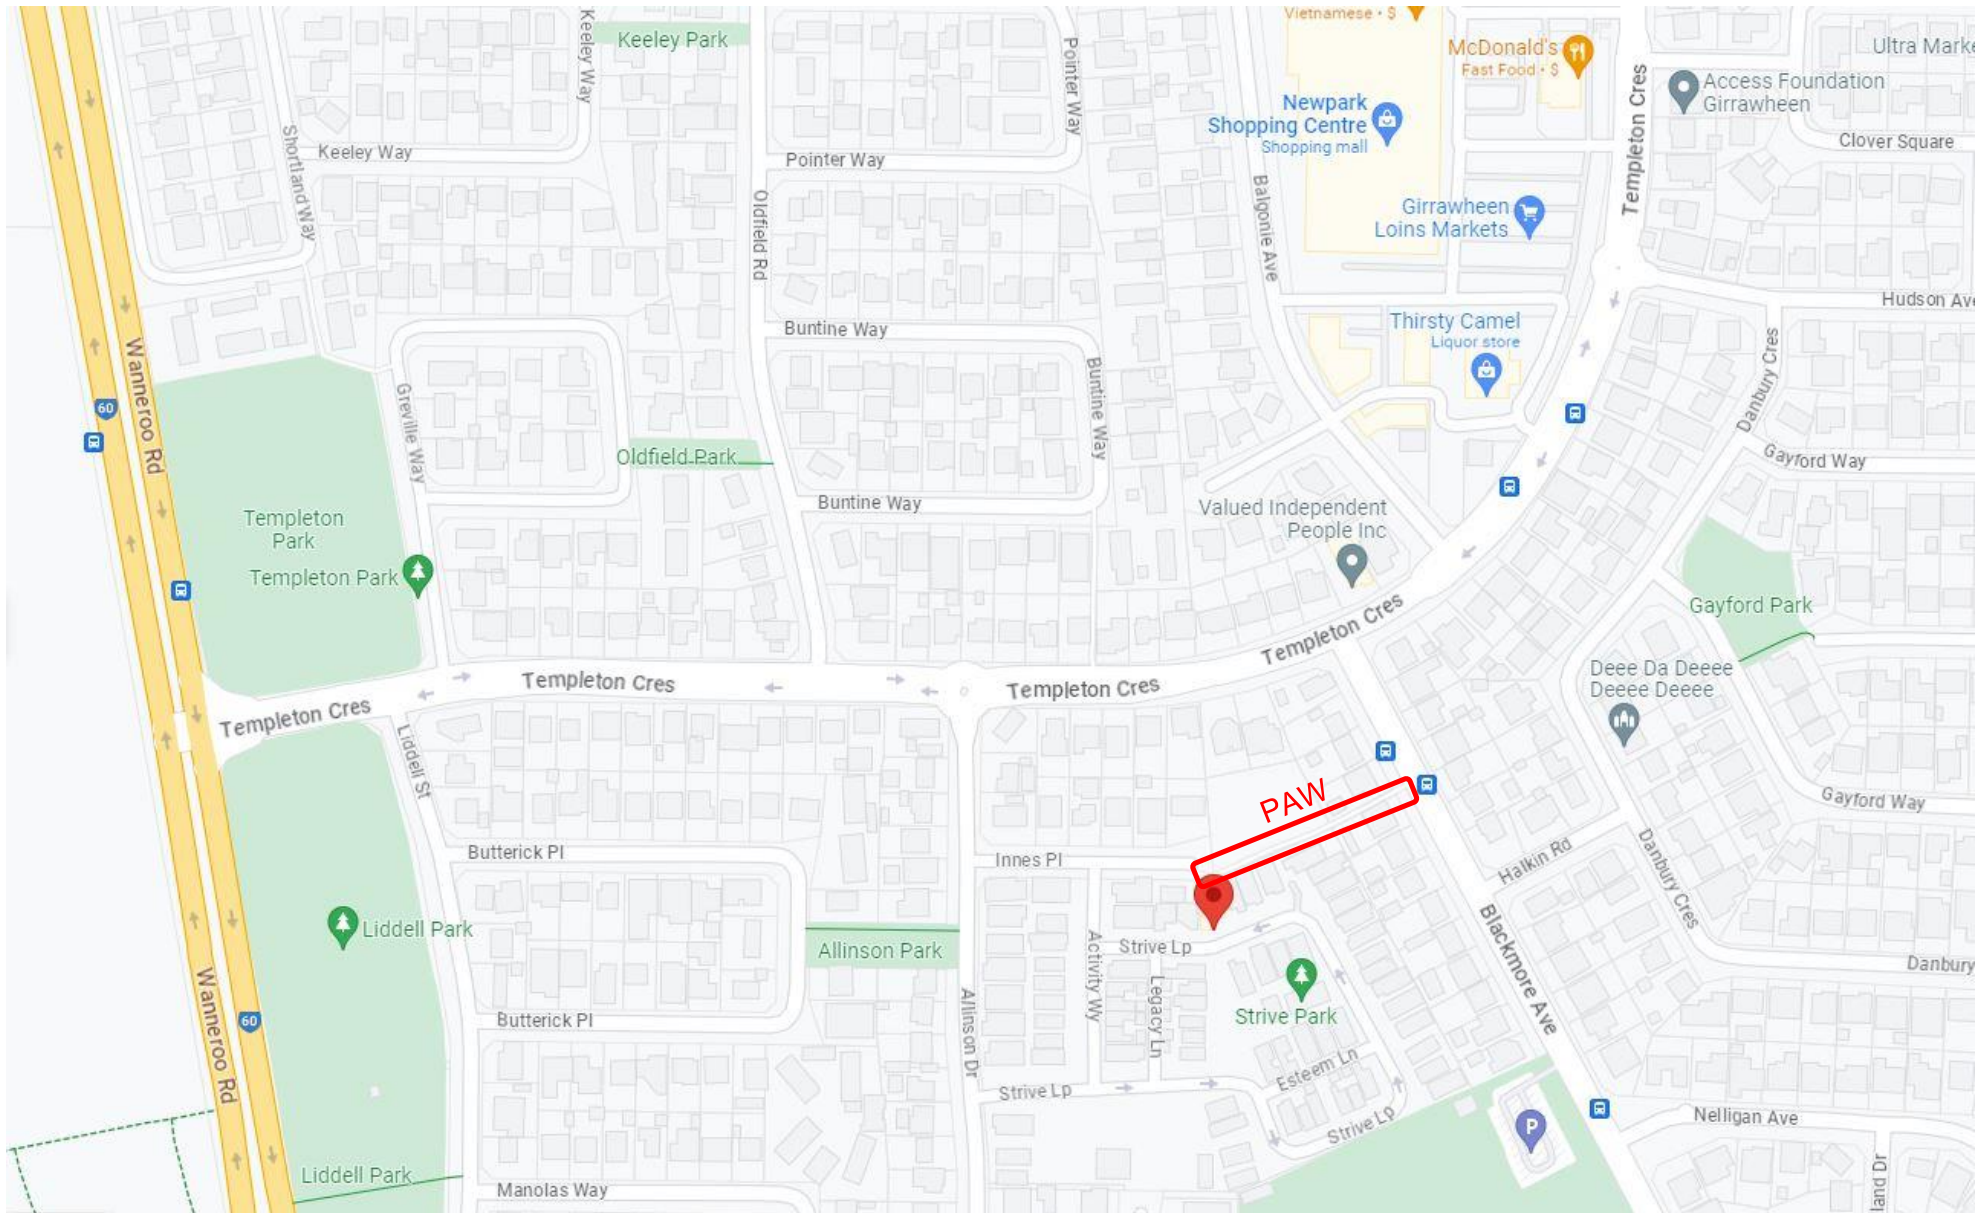 Keeley Way
Keeley Park
Pointer Way
Vietnamese • $
McDonald's
Fast Food • $
Templeton Cres
Ultra Marke
Access Foundation
Girrawheen
Newpark
Shopping Centre
Shopping mall
Clover Square
Shortland Way
Keeley Way
Pointer Way
Oldfield Rd
Balgonie Ave
Girrawheen
Loins Markets
Hudson Ave
Buntine Way
Thirsty Camel
Liquor store
Danbury Cres
Wanneroo Rd
60
Greville Way
Buntine Way
Oldfield Park
Gayford Way
Buntine Way
Valued Independent
People Inc
Templeton
Park
Templeton Park
Gayford Park
Templeton Cres
Templeton Cres
Templeton Cres
Templeton Cres
Deee Da Deeee
Deeee Deeee
Liddell St
PAW
Gayford Way
Butterick Pl
Innes Pl
Halkin Rd
Danbury Cres
Liddell Park
Allinson Park
Activity Wy
Strive Lp
Blackmore Ave
Danbury
Wanneroo Rd
60
Butterick Pl
Allinson Dr
Legacy Ln
Strive Park
Esteem Ln
Strive Lp
Strive Lp
P
Nelligan Ave
Liddell Park
Manolas Way
land Dr